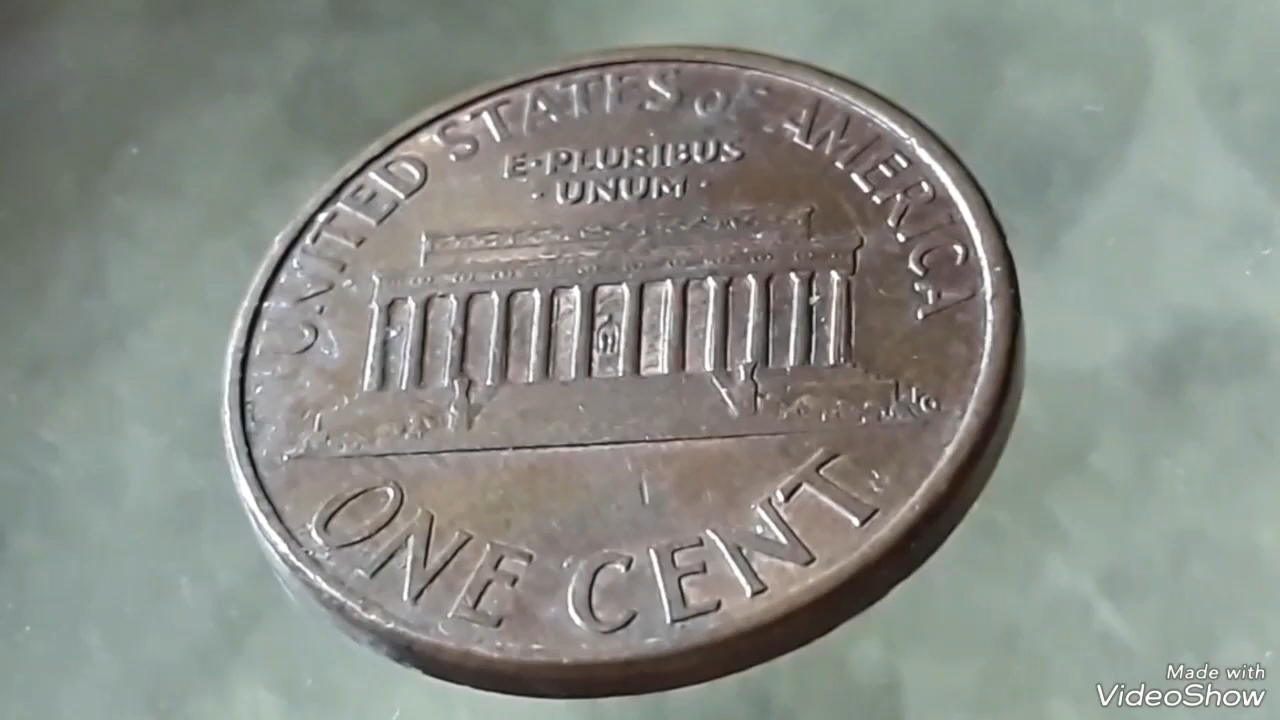 UNITED STATES OF AMERICA
E·PLURIBUS
·UNUM·
ONE CENT
Made with
VideoShow